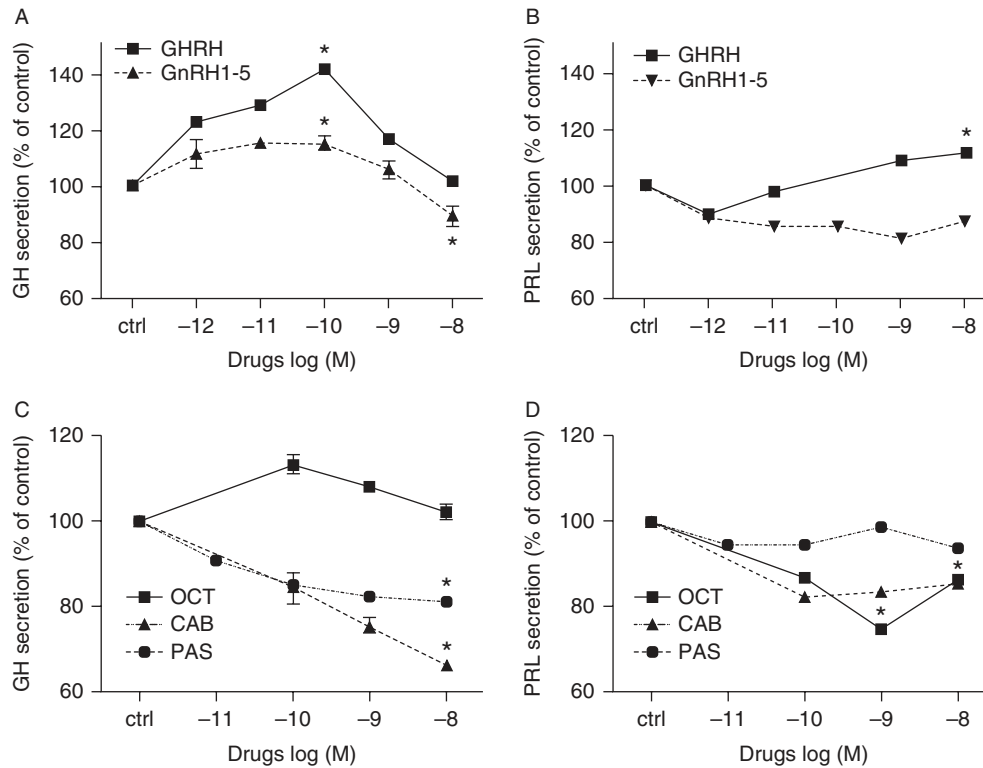 A
GHRH
GnRH1-5
GH secretion (% of control)
140
120
100
80
60
*
*
*
ctrl –12 –11 –10 –9 –8
Drugs log (M)
B
GHRH
GnRH1-5
PRL secretion (% of control)
140
120
100
80
60
*
ctrl –12 –11 –10 –9 –8
Drugs log (M)
C
GH secretion (% of control)
120
100
80
60
OCT
CAB
PAS
*
*
ctrl –11 –10 –9 –8
Drugs log (M)
D
PRL secretion (% of control)
120
100
80
60
OCT
CAB
PAS
*
*
ctrl –11 –10 –9 –8
Drugs log (M)